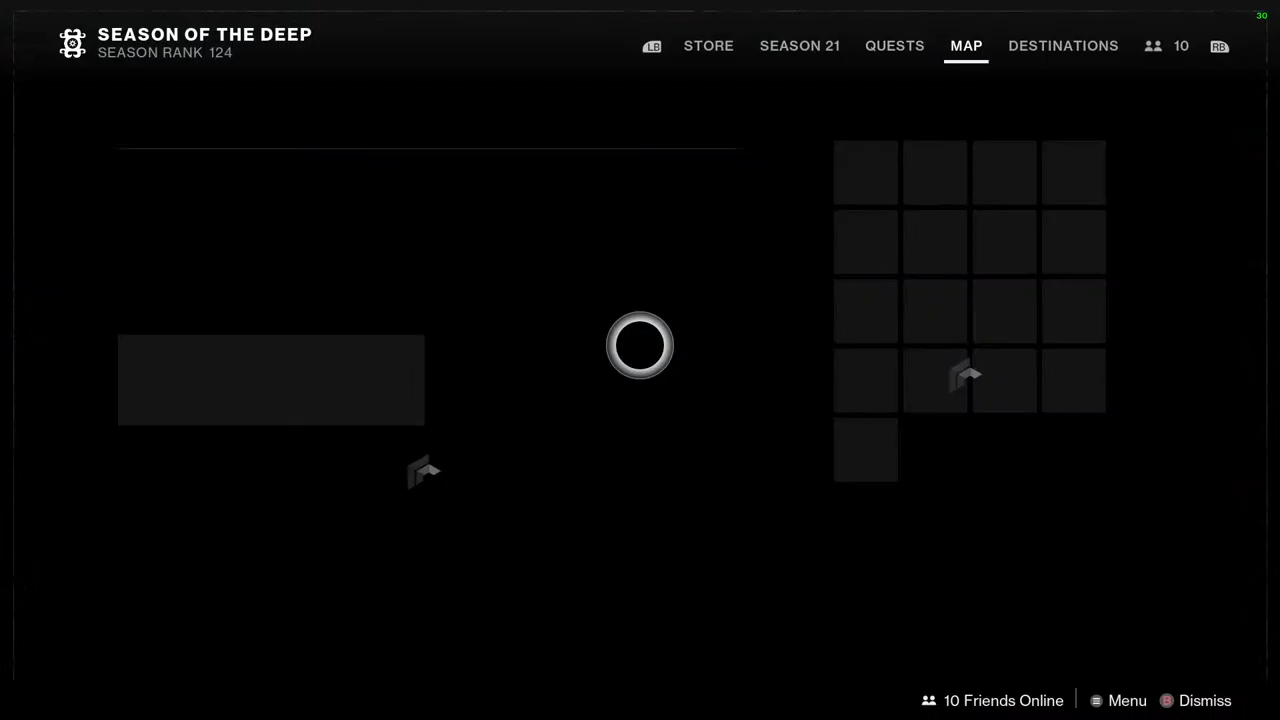 30
SEASON OF THE DEEP
SEASON RANK 124
LB STORE SEASON 21 QUESTS MAP DESTINATIONS 10 RB
10 Friends Online Menu B Dismiss